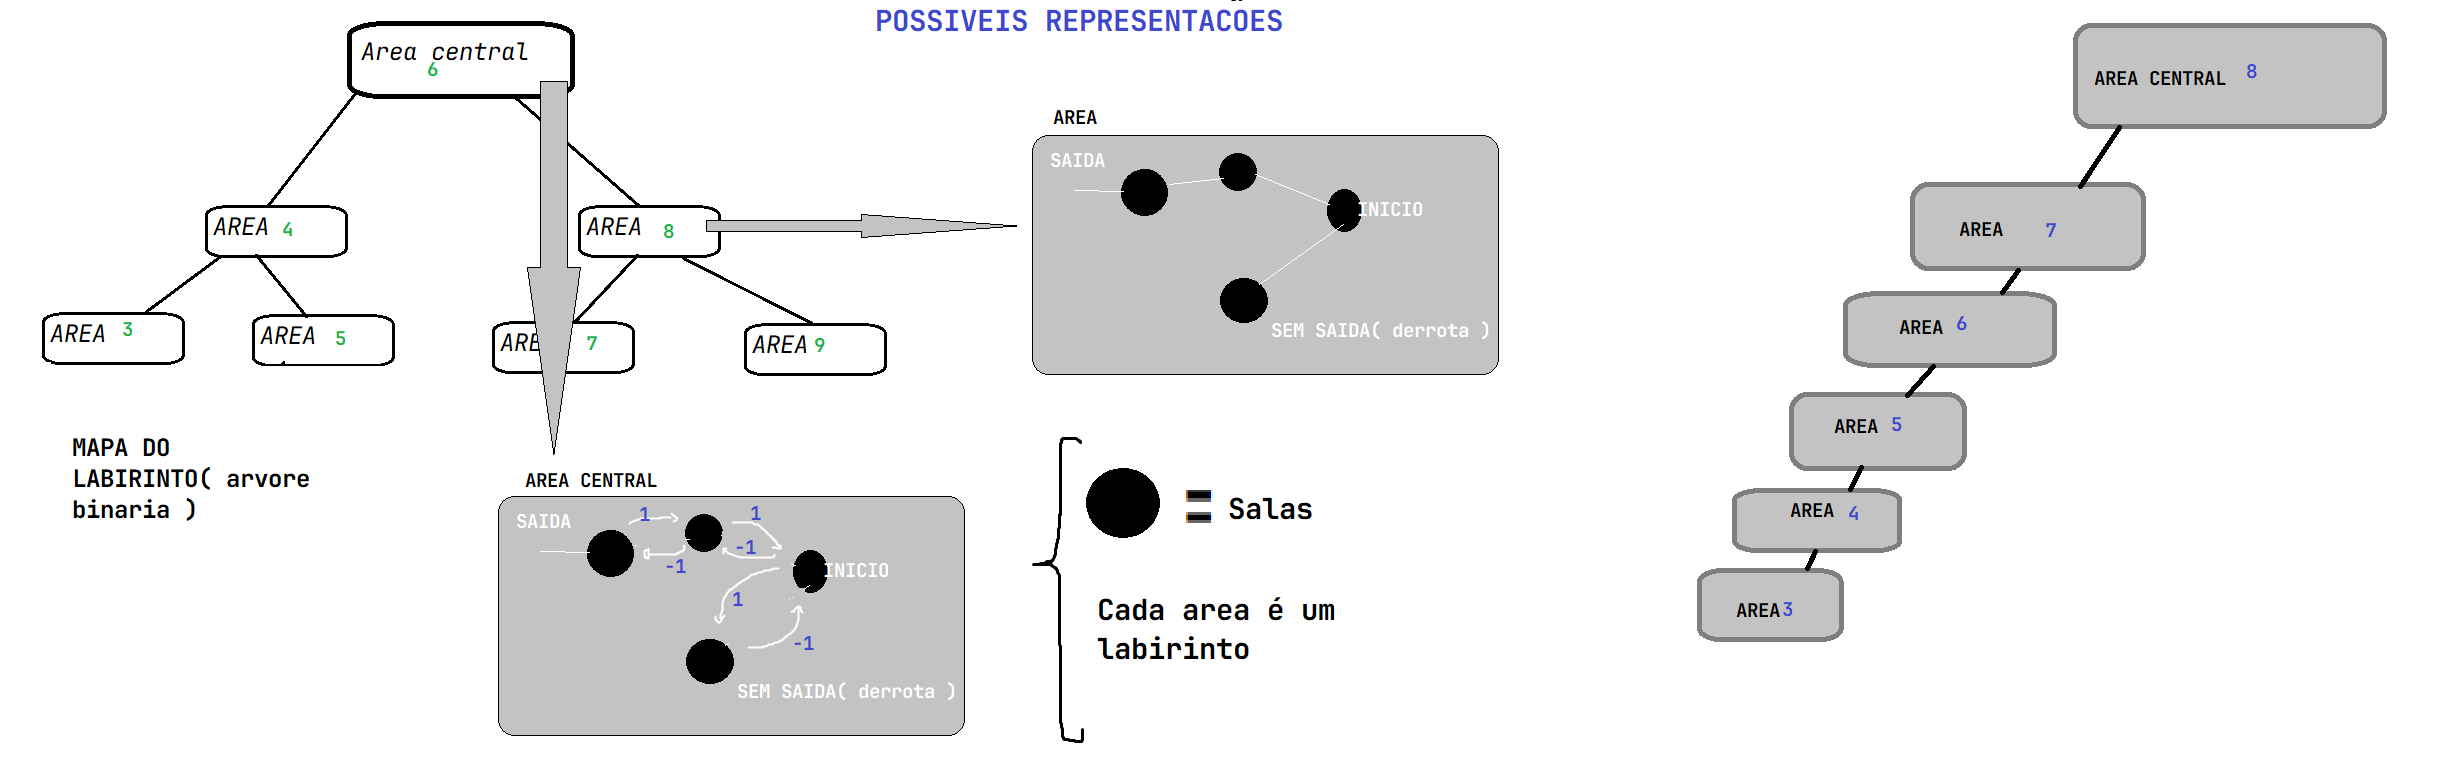 POSSIVEIS REPRESENTACOES
Area central
6
AREA 4
AREA 8
AREA 3
AREA 5
7
AREA 9
MAPA DO
LABIRINTO( arvore
binaria )
AREA
SAIDA
INICIO
SEM SAIDA( derrota )
AREA CENTRAL
SAIDA
1
1
-1
-1
INICIO
1
-1
SEM SAIDA( derrota )
= Salas
Cada area é um
labirinto
AREA CENTRAL 8
AREA 7
AREA 6
AREA 5
AREA 4
AREA 3